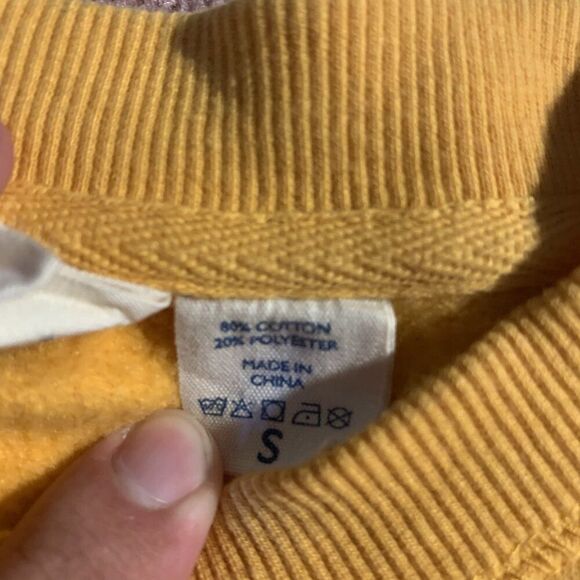 80% COTTON
20% POLYESTER
MADE IN
CHINA
S